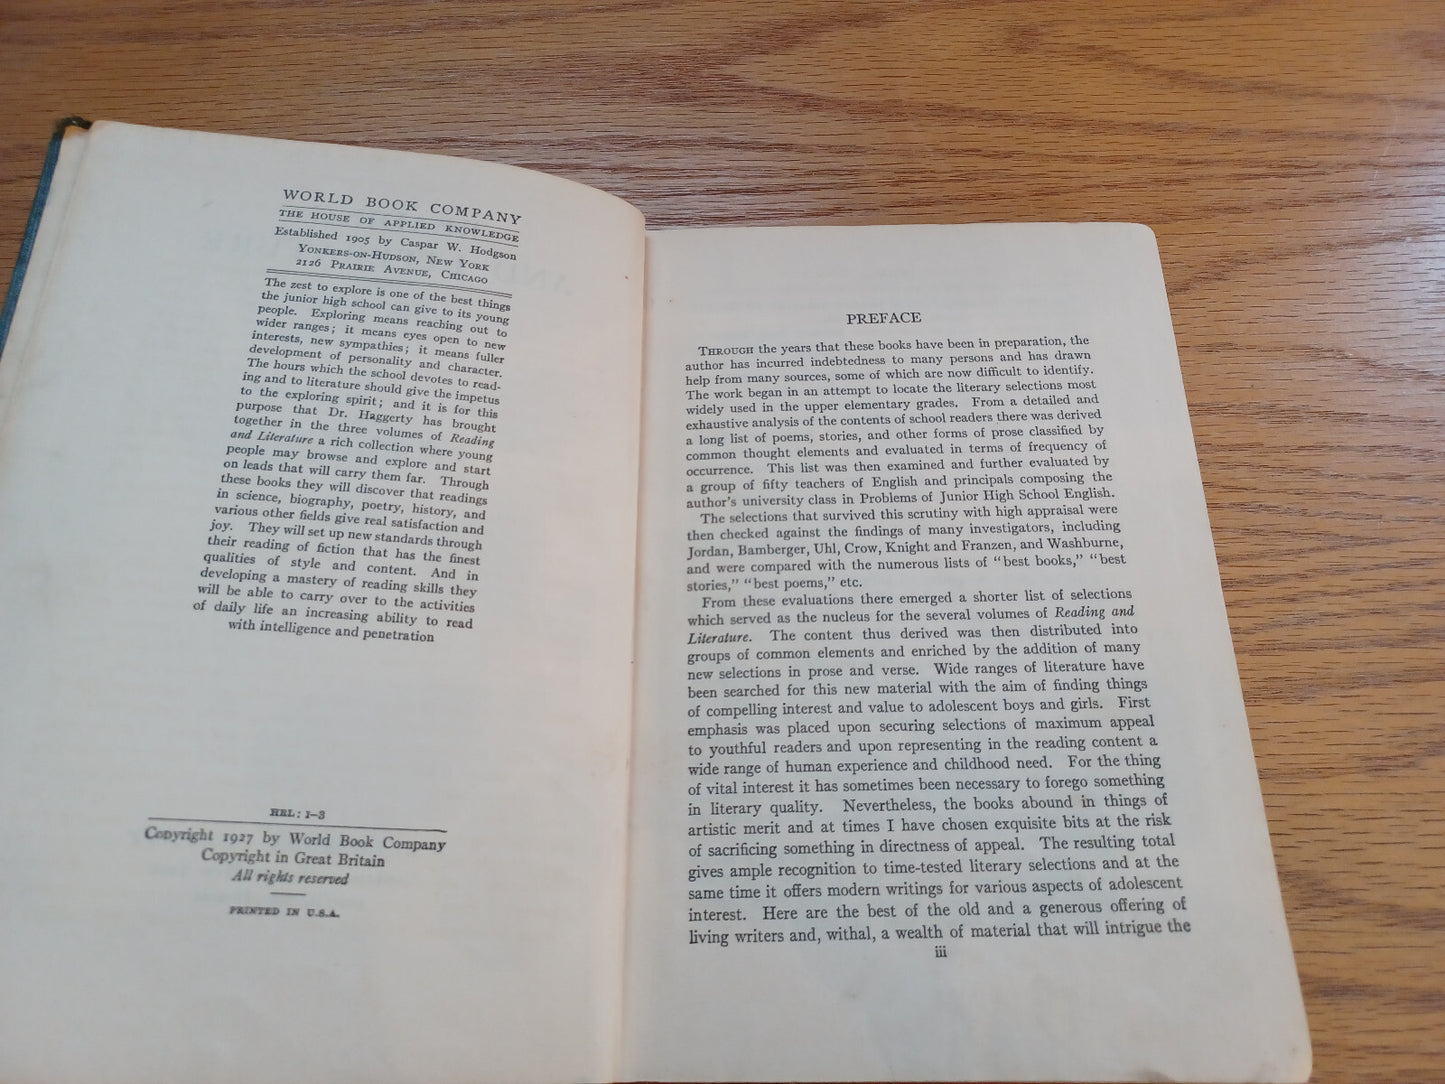 WORLD BOOK COMPANY
THE HOUSE OF APPLIED KNOWLEDGE
Established 1905 by Caspar W. Hodgson
YONKERS-ON-HUDSON, NEW YORK
2126 PRAIRIE AVENUE, CHICAGO
The zest to explore is one of the best things
the junior high school can give to its young
people. Exploring means reaching out to
wider ranges; it means eyes open to new
interests, new sympathies; it means fuller
development of personality and character.
The hours which the school devotes to read-
ing and to literature should give the impetus
to the exploring spirit; and it is for this
purpose that Dr. Haggerty has brought
together in the three volumes of Reading
and Literature a rich collection where young
people may browse and explore and start
on leads that will carry them far. Through
these books they will discover that readings
in science, biography, poetry, history, and
various other fields give real satisfaction and
joy. They will set up new standards through
their reading of fiction that has the finest
qualities of style and content. And in
developing a mastery of reading skills they
will be able to carry over to the activities
of daily life an increasing ability to read
with intelligence and penetration
HRL: 1-3
Copyright 1927 by World Book Company
Copyright in Great Britain
All rights reserved
PRINTED IN U.S.A.
PREFACE
THROUGH the years that these books have been in preparation, the
author has incurred indebtedness to many persons and has drawn
help from many sources, some of which are now difficult to identify.
The work began in an attempt to locate the literary selections most
widely used in the upper elementary grades. From a detailed and
exhaustive analysis of the contents of school readers there was derived
a long list of poems, stories, and other forms of prose classified by
common thought elements and evaluated in terms of frequency of
occurrence. This list was then examined and further evaluated by
a group of fifty teachers of English and principals composing the
author's university class in Problems of Junior High School English.
The selections that survived this scrutiny with high appraisal were
then checked against the findings of many investigators, including
Jordan, Bamberger, Uhl, Crow, Knight and Franzen, and Washburne,
and were compared with the numerous lists of "best books," "best
stories," "best poems," etc.
From these evaluations there emerged a shorter list of selections
which served as the nucleus for the several volumes of Reading and
Literature. The content thus derived was then distributed into
groups of common elements and enriched by the addition of many
new selections in prose and verse. Wide ranges of literature have
been searched for this new material with the aim of finding things
of compelling interest and value to adolescent boys and girls. First
emphasis was placed upon securing selections of maximum appeal
to youthful readers and upon representing in the reading content a
wide range of human experience and childhood need. For the thing
of vital interest it has sometimes been necessary to forego something
in literary quality. Nevertheless, the books abound in things of
artistic merit and at times I have chosen exquisite bits at the risk
of sacrificing something in directness of appeal. The resulting total
gives ample recognition to time-tested literary selections and at the
same time it offers modern writings for various aspects of adolescent
interest. Here are the best of the old and a generous offering of
living writers and, withal, a wealth of material that will intrigue the
iii